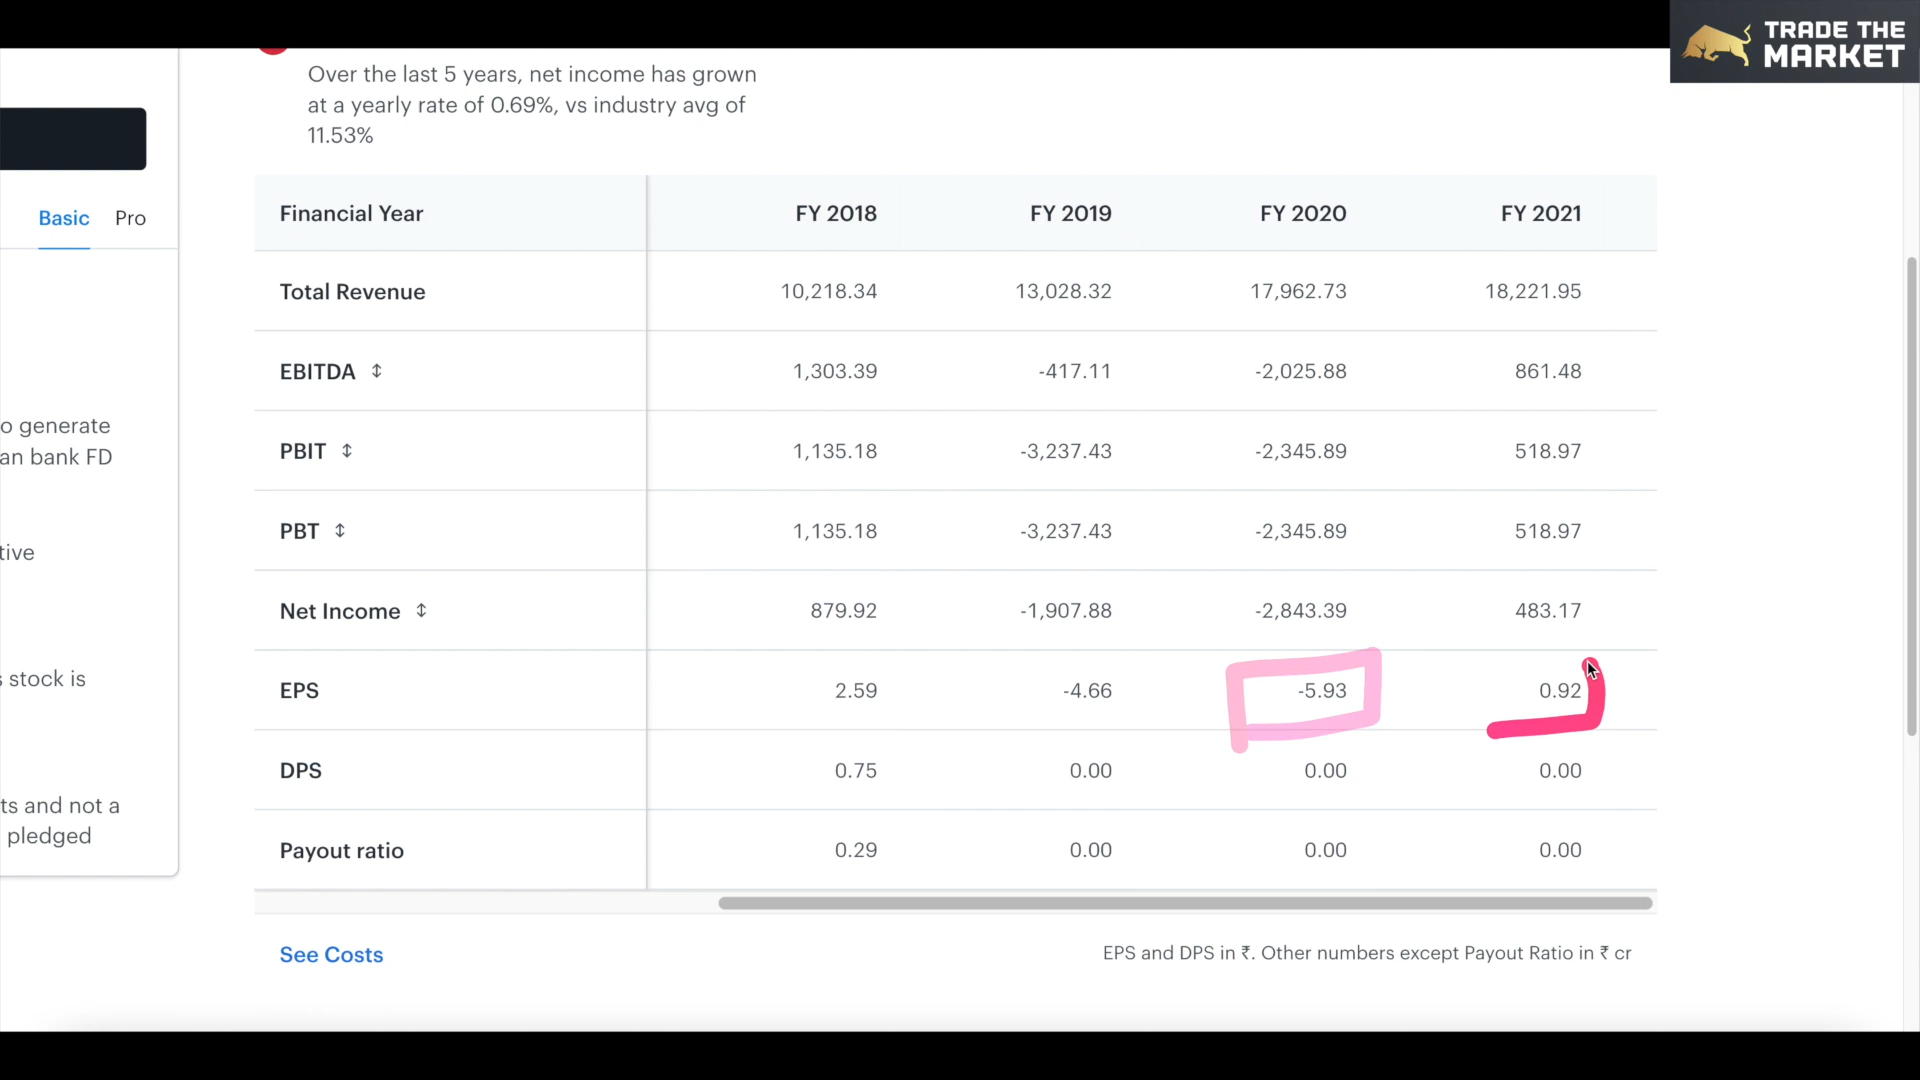 TRADE THE
MARKET
Over the last 5 years, net income has grown
at a yearly rate of 0.69%, vs industry avg of
11.53%
Basic Pro
o generate
an bank FD
tive
s stock is
ts and not a
pledged
Financial Year FY 2018 FY 2019 FY 2020 FY 2021
Total Revenue 10,218.34 13,028.32 17,962.73 18,221.95
EBITDA 1,303.39 -417.11 -2,025.88 861.48
PBIT 1,135.18 -3,237.43 -2,345.89 518.97
PBT 1,135.18 -3,237.43 -2,345.89 518.97
Net Income 879.92 -1,907.88 -2,843.39 483.17
EPS 2.59 -4.66 -5.93 0.92
DPS 0.75 0.00 0.00 0.00
Payout ratio 0.29 0.00 0.00 0.00
See Costs
EPS and DPS in ₹. Other numbers except Payout Ratio in ₹ cr